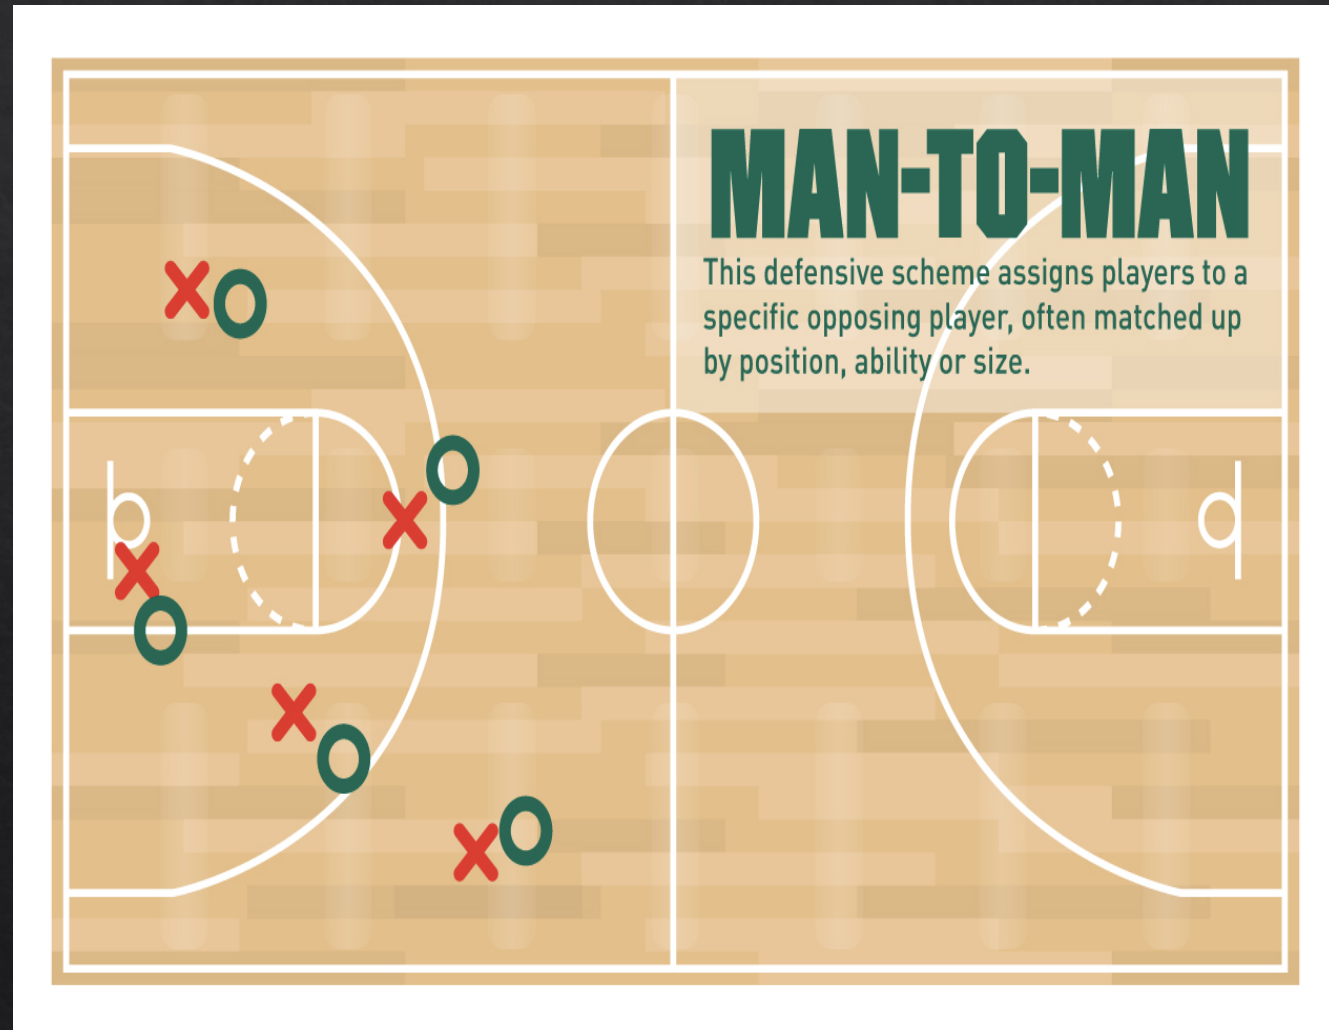 MAN-TO-MAN
This defensive scheme assigns players to a
specific opposing player, often matched up
by position, ability or size.